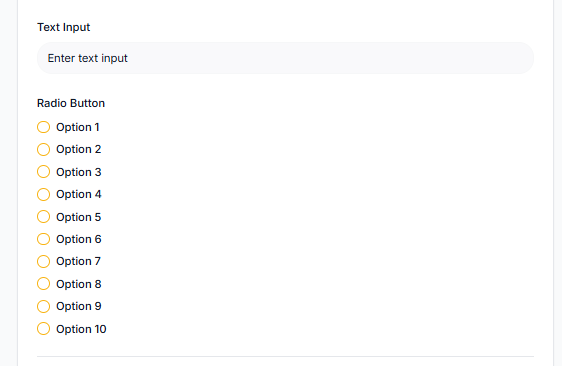 Text Input
Enter text input
Radio Button
Option 1
Option 2
Option 3
Option 4
Option 5
Option 6
Option 7
Option 8
Option 9
Option 10